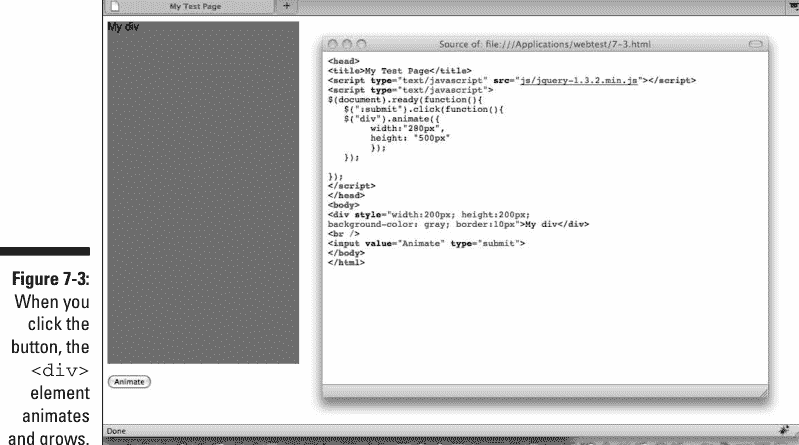 My Test Page
+
My div
Source of: file:///Applications/webtest/7-3.html
<head>
<title>My Test Page</title>
<script type="text/javascript" src="js/jquery-1.3.2.min.js"></script>
<script type="text/javascript">
$(document).ready(function(){
$(":submit").click(function(){
$("div").animate({
width:"280px",
height: "500px"
});
});
});
</script>
</head>
<body>
<div style="width:200px; height:200px;
background-color: gray; border:10px">My div</div>
<br />
<input value="Animate" type="submit">
</body>
</html>
Animate
Done
Figure 7-3:
When you
click the
button, the
<div>
element
animates
and grows.